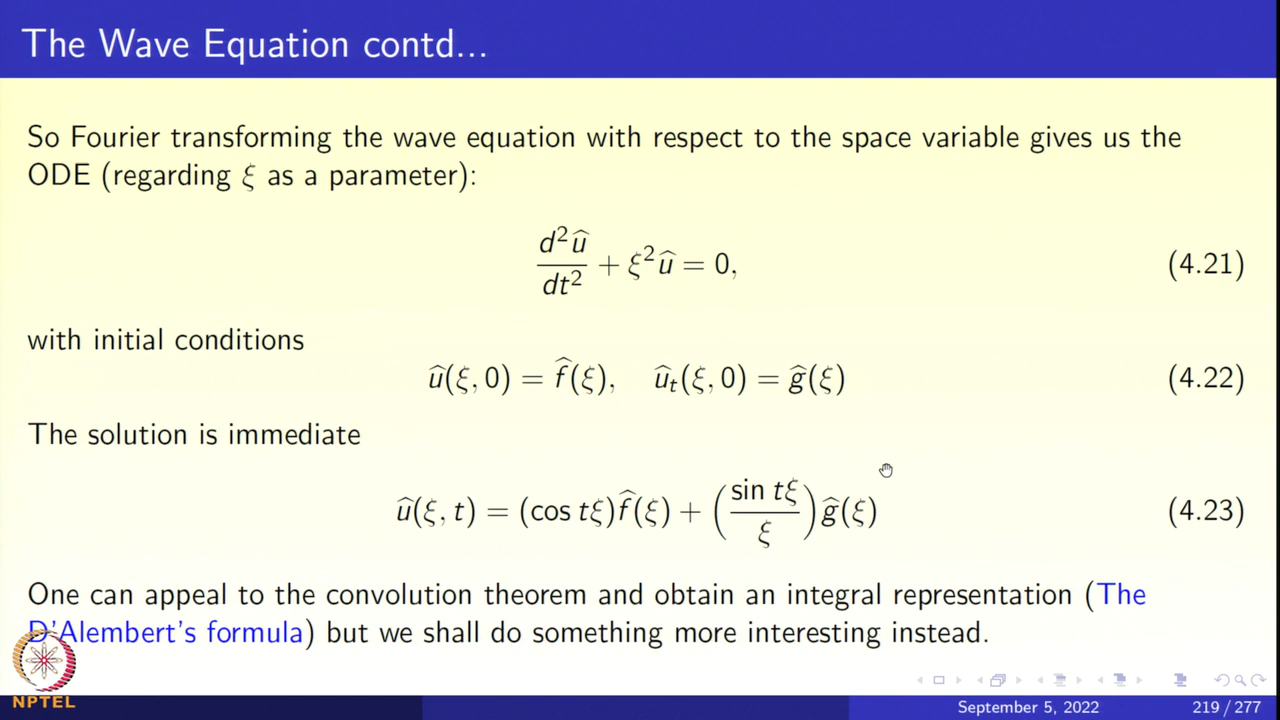 The Wave Equation contd...
So Fourier transforming the wave equation with respect to the space variable gives us the
ODE (regarding ξ as a parameter):
d²û/dt² + ξ²û = 0, (4.21)
with initial conditions
û(ξ, 0) = f̂(ξ), û_t(ξ, 0) = ĝ(ξ) (4.22)
The solution is immediate
û(ξ, t) = (cos tξ)f̂(ξ) + (sin tξ/ξ)ĝ(ξ) (4.23)
One can appeal to the convolution theorem and obtain an integral representation (The
D'Alembert's formula) but we shall do something more interesting instead.
NPTEL
September 5, 2022 219 / 277